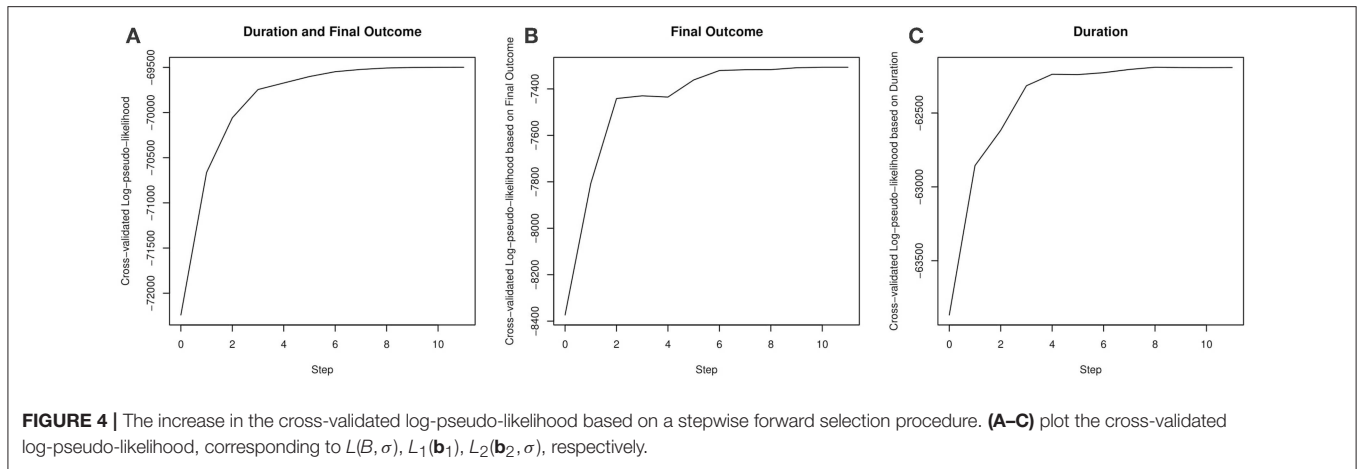 A
Duration and Final Outcome
Cross−validated Log−pseudo−likelihood
−69500
−70000
−70500
−71000
−71500
−72000
0 2 4 6 8 10
Step
B
Final Outcome
Cross−validated Log−pseudo−likelihood based on Final Outcome
−7400
−7600
−7800
−8000
−8200
−8400
0 2 4 6 8 10
Step
C
Duration
Cross−validated Log−pseudo−likelihood based on Duration
−62500
−63000
−63500
0 2 4 6 8 10
Step
FIGURE 4 | The increase in the cross-validated log-pseudo-likelihood based on a stepwise forward selection procedure. (A–C) plot the cross-validated
log-pseudo-likelihood, corresponding to L(B, σ), L₁(b₁), L₂(b₂, σ), respectively.